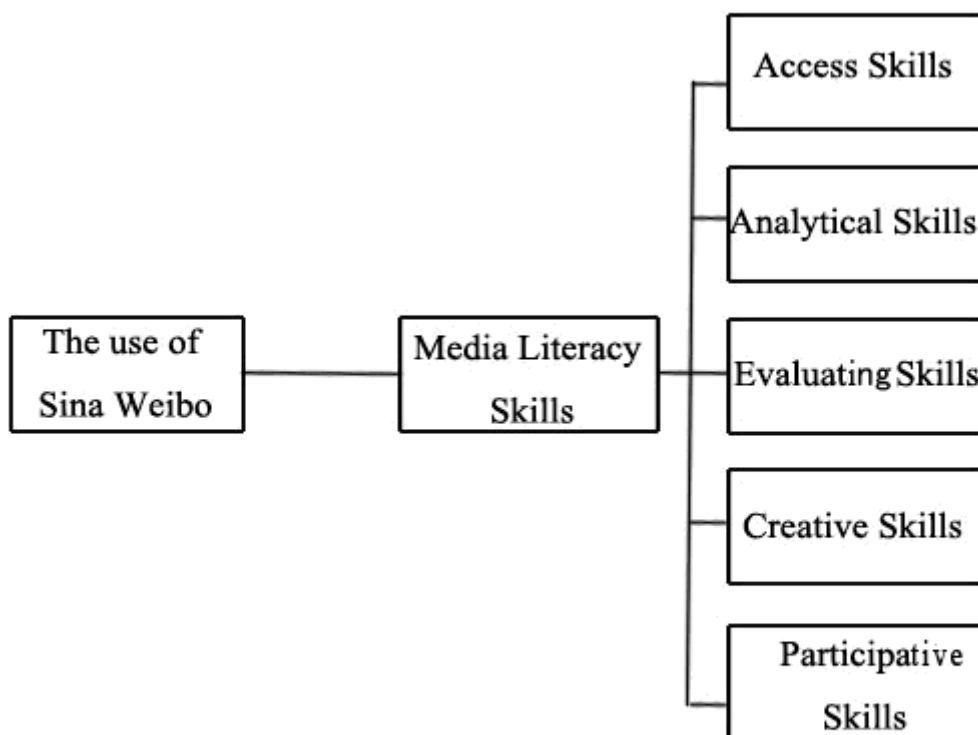 The use of
Sina Weibo
Media Literacy
Skills
Access Skills
Analytical Skills
Evaluating Skills
Creative Skills
Participative
Skills